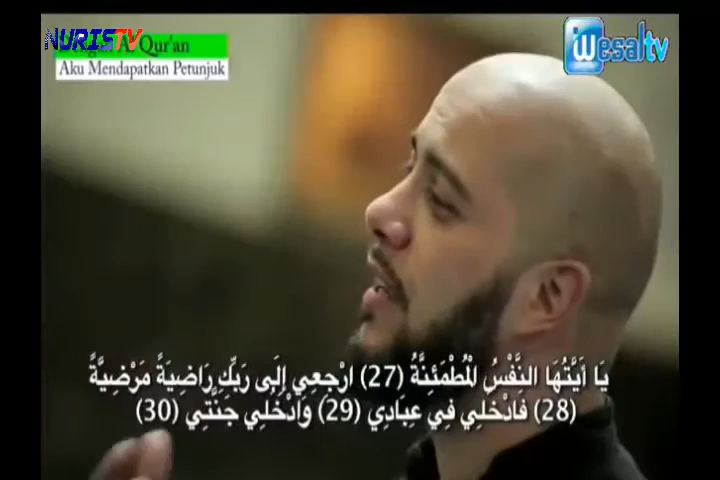 NURISTV
Qur'an
Aku Mendapatkan Petunjuk
wesaltv
يَا أَيَّتُهَا النَّفْسُ الْمُطْمَئِنَّةُ (27) ارْجِعِي إِلَى رَبِّكِ رَاضِيَةً مَرْضِيَّةً
(28) فَادْخُلِي فِي عِبَادِي (29) وَادْخُلِي جَنَّتِي (30)